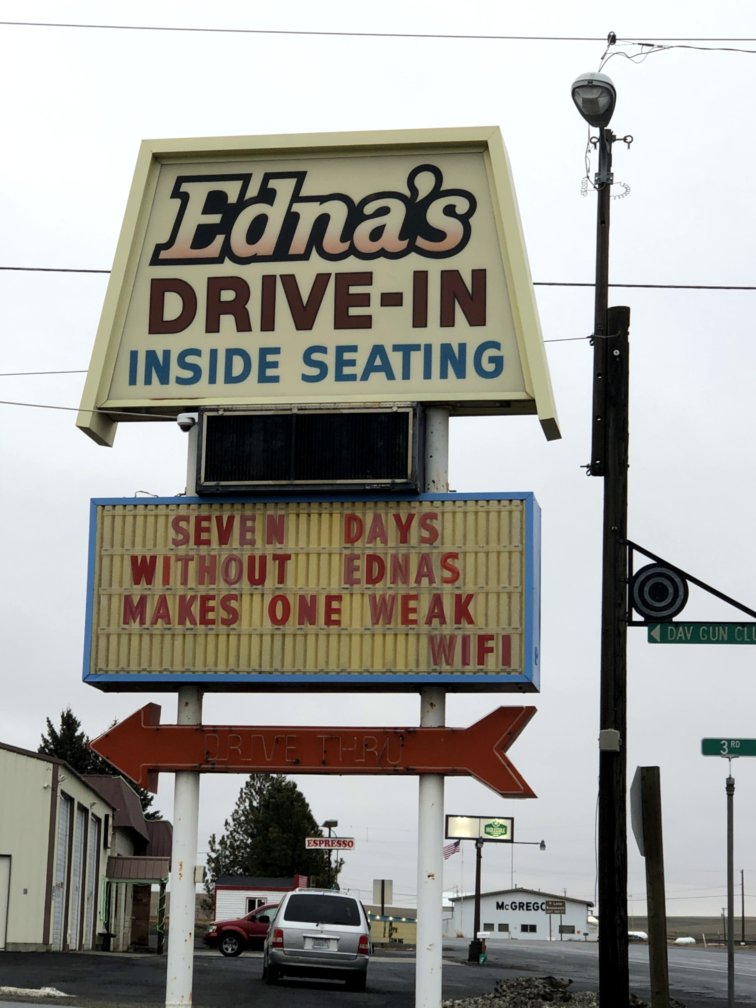 Edna's
DRIVE-IN
INSIDE SEATING
SEVEN DAYS
WITHOUT EDNAS
MAKES ONE WEAK
WIFI
DRIVE THRU
DAV GUN CLU
3RD
ESPRESSO
McGREGO